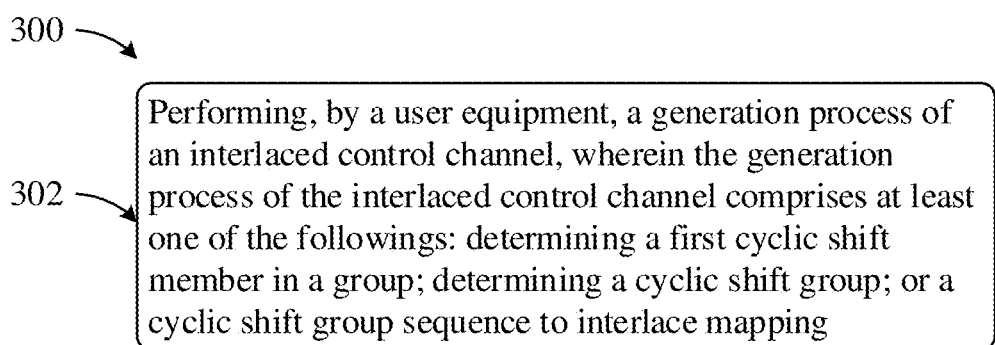 300
Performing, by a user equipment, a generation process of
an interlaced control channel, wherein the generation
302
process of the interlaced control channel comprises at least
one of the followings: determining a first cyclic shift
member in a group; determining a cyclic shift group; or a
cyclic shift group sequence to interlace mapping